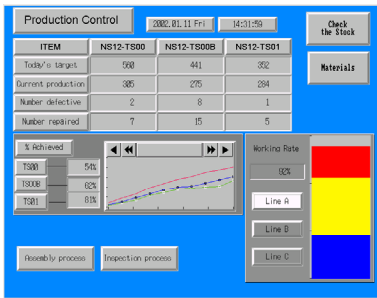 Production Control
2002.01.11 Fri
14:31:59
Check
the Stock
ITEM NS12-TS00 NS12-TS00B NS12-TS01
Today's target 560 441 352
Current production 305 275 284
Number defective 2 8 1
Number repaired 7 15 5
Materials
% Achieved
TS00 54%
TS00B 62%
TS01 81%
Working Rate
92%
Line A
Line B
Line C
Assembly process
Inspection process